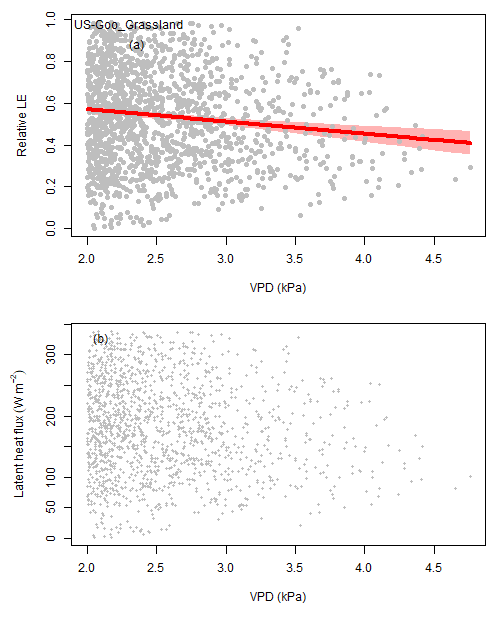 US-Goo_Grassland
(a)
1.0
0.8
0.6
0.4
0.2
0.0
Relative LE
2.0 2.5 3.0 3.5 4.0 4.5
VPD (kPa)
(b)
300
200
100
50
0
Latent heat flux (W m⁻²)
2.0 2.5 3.0 3.5 4.0 4.5
VPD (kPa)